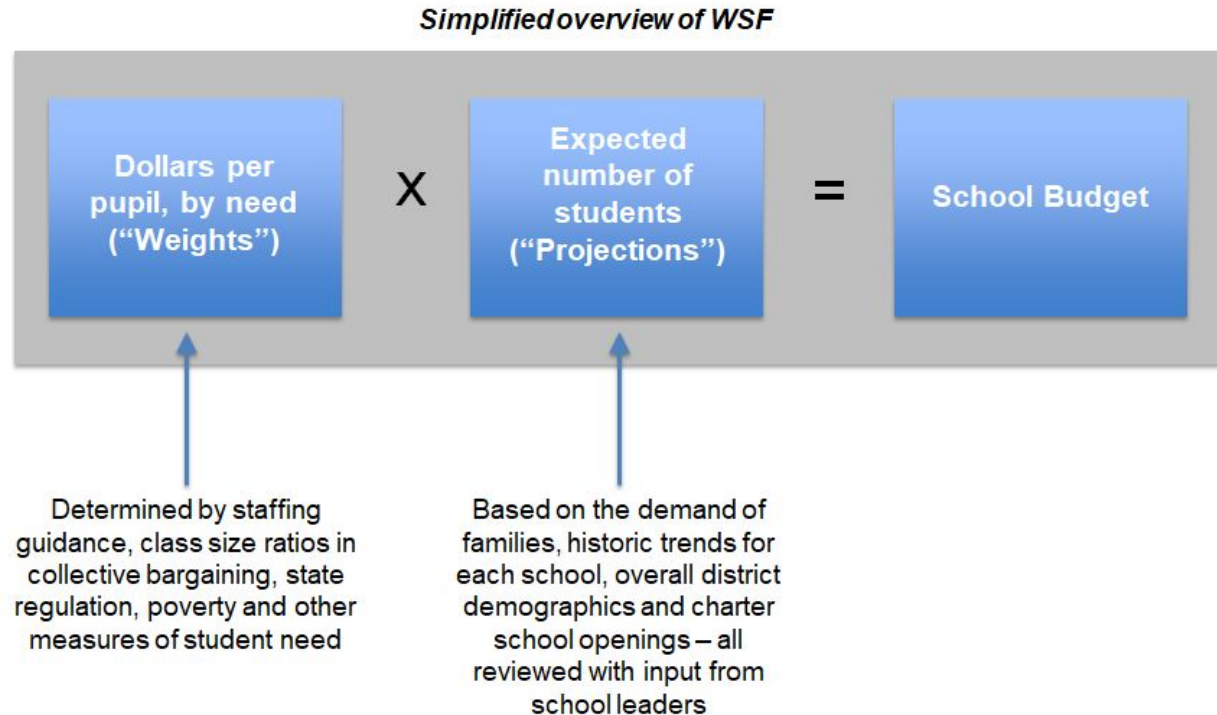 Simplified overview of WSF
Dollars per
pupil, by need
(“Weights”)
X
Expected
number of
students
(“Projections”)
=
School Budget
Determined by staffing
guidance, class size ratios in
collective bargaining, state
regulation, poverty and other
measures of student need
Based on the demand of
families, historic trends for
each school, overall district
demographics and charter
school openings – all
reviewed with input from
school leaders